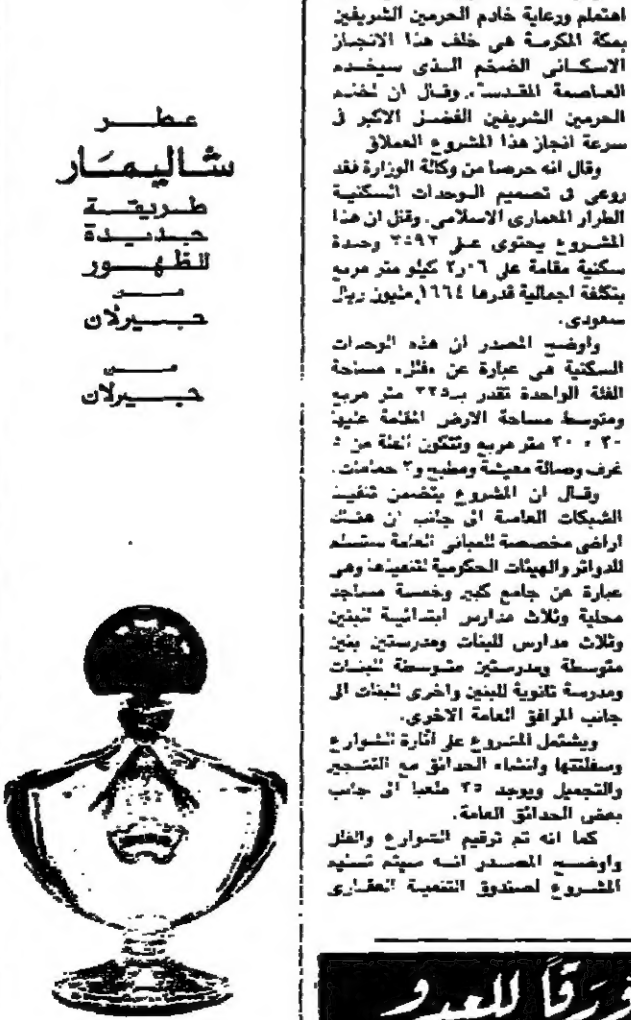 اهتمام ورعاية خادم الحرمين الشريفين
بمكة المكرمة هي خلف هذا الانجاز
الاسكاني الضخم الذي سيخدم
العاصمة المقدسة، وقال ان لخادم
الحرمين الشريفين الفضل الاكبر في
سرعة انجاز هذا المشروع العملاق
وقال انه حرصا من وكالة الوزارة فقد
روعي في تصميم الوحدات السكنية
الطراز المعماري الاسلامي. وقال ان هذا
المشروع يحتوي على ٢٥٩٢ وحدة
سكنية مقامة على ٢٫٠٦ كيلو متر مربع
بتكلفة اجمالية قدرها ١٦٦٤ مليون ريال
سعودي.
واوضح المصدر ان هذه الوحدات
السكنية هي عبارة عن «فلل» مساحة
الفلة الواحدة تقدر بـ٣٢٥ متر مربع
ومتوسط مساحة الارض المقامة عليها
٢٠ × ٢٠ متر مربع وتتكون الفلة من
غرف وصالة معيشة ومطبخ و٣ حمامات.
وقال ان المشروع يتضمن تنفيذ
الشبكات العامة الى جانب ان هناك
اراضي مخصصة للمباني العامة ستسلم
للدوائر والهيئات الحكومية لتنفيذها وهي
عبارة عن جامع كبير وخمسة مساجد
محلية وثلاث مدارس ابتدائية للبنين
وثلاث مدارس للبنات ومدرستين بنين
متوسطة ومدرستين متوسطة للبنات
ومدرسة ثانوية للبنين واخرى للبنات الى
جانب المرافق العامة الاخرى.
ويشتمل المشروع على انارة الشوارع
وسفلتتها وانشاء الحدائق مع التشجير
والتجميل ويوجد ٢٥ ملعبا الى جانب
بعض الحدائق العامة.
كما انه تم ترقيم الشوارع والفلل
واوضح المصدر انه سيتم تسليم
المشروع لصندوق التنمية العقاري
ورقاً للعدو
عطر
شاليمَار
طريقة
جديدة
للظهور
من
جيرلان
من
جيرلان